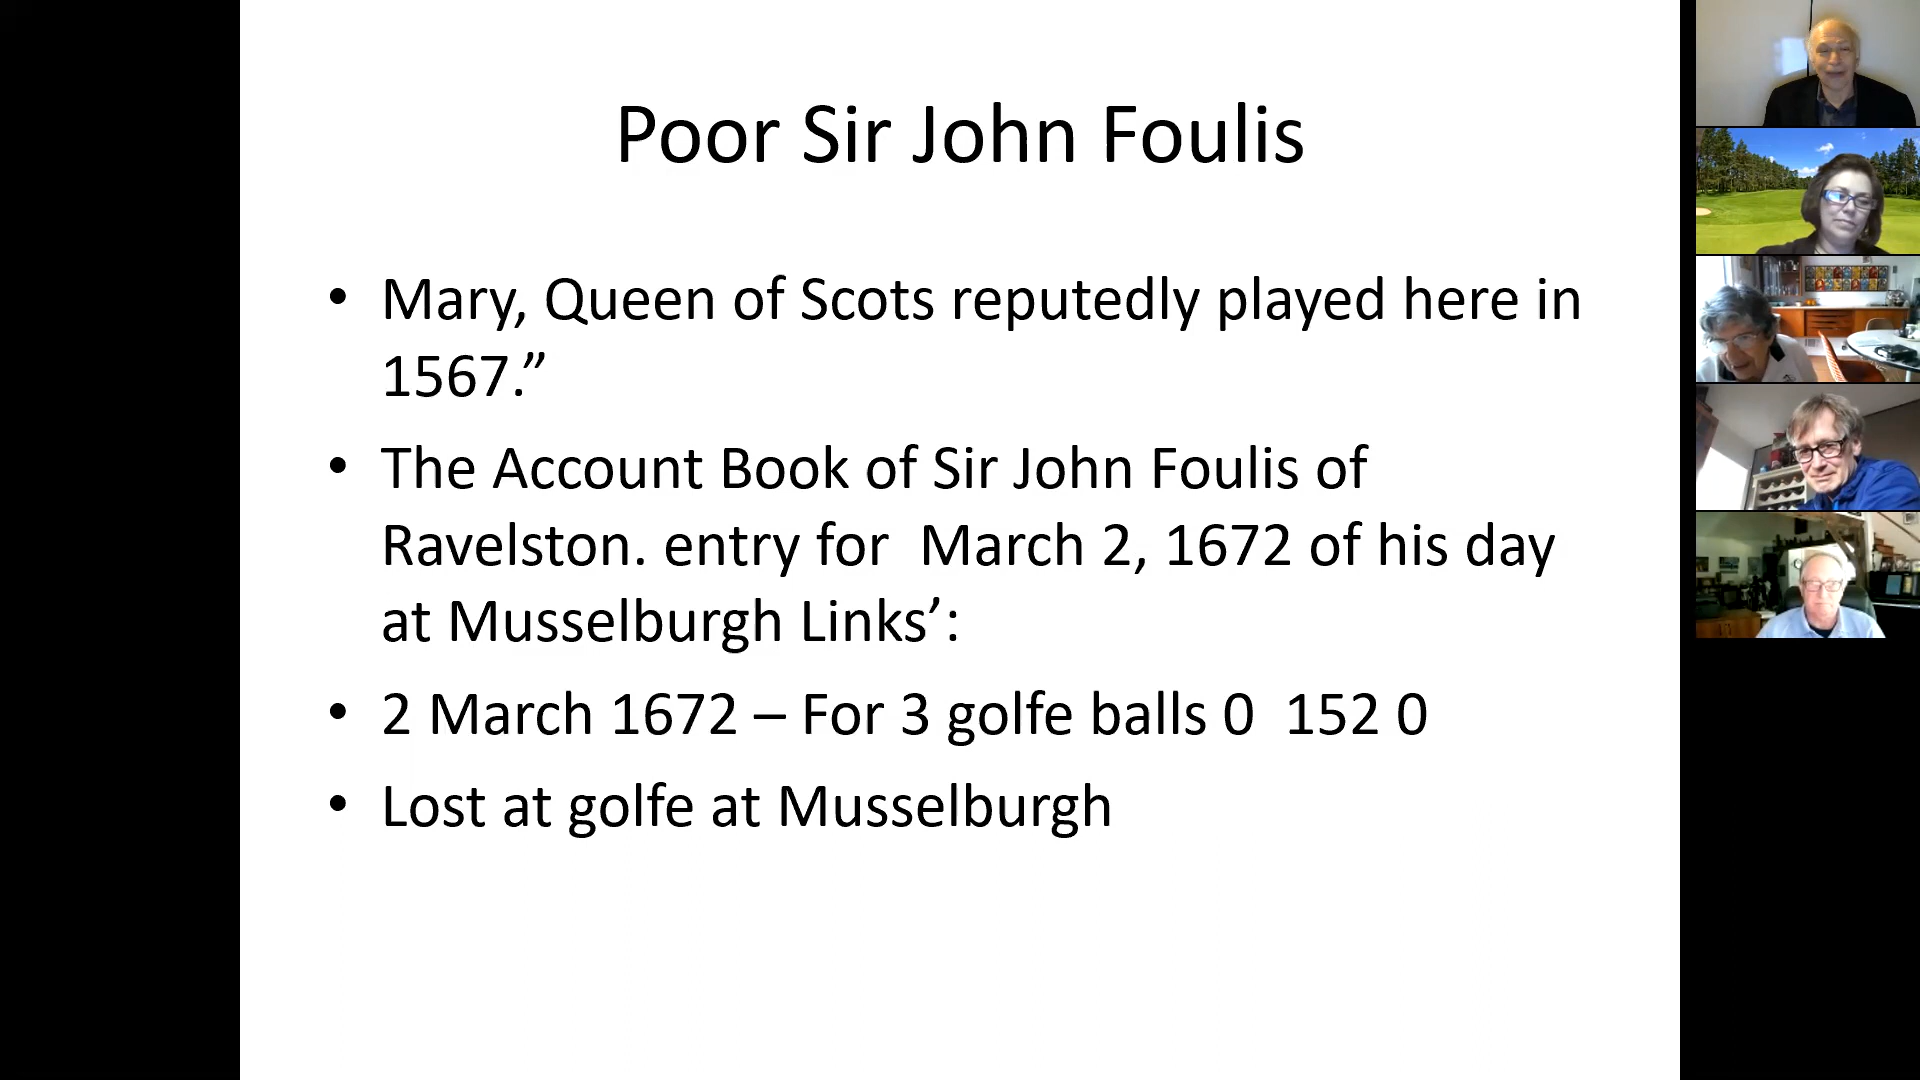 Poor Sir John Foulis
• Mary, Queen of Scots reputedly played here in
1567.”
• The Account Book of Sir John Foulis of
Ravelston. entry for  March 2, 1672 of his day
at Musselburgh Links’:
• 2 March 1672 – For 3 golfe balls 0  152 0
• Lost at golfe at Musselburgh